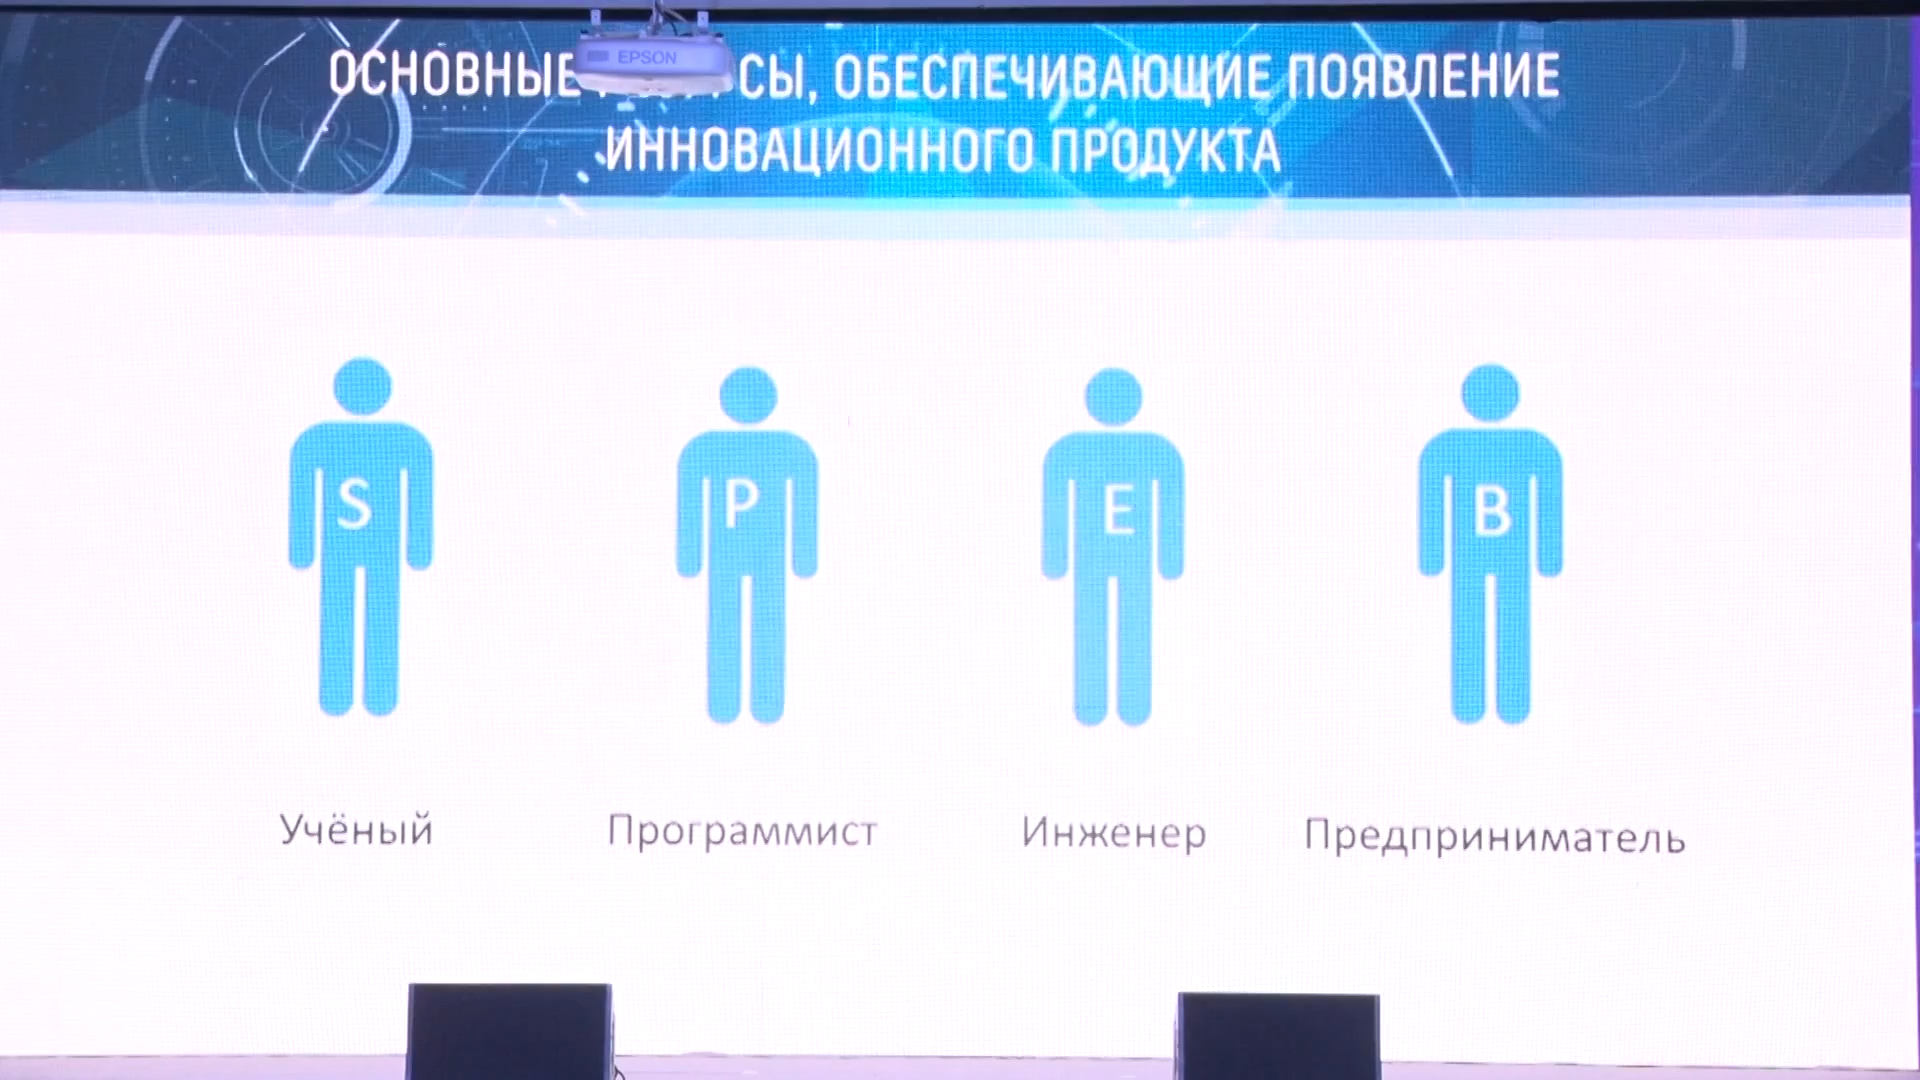 EPSON
ОСНОВНЫЕ СЫ, ОБЕСПЕЧИВАЮЩИЕ ПОЯВЛЕНИЕ
ИННОВАЦИОННОГО ПРОДУКТА
S P E B
Учёный Программист Инженер Предприниматель